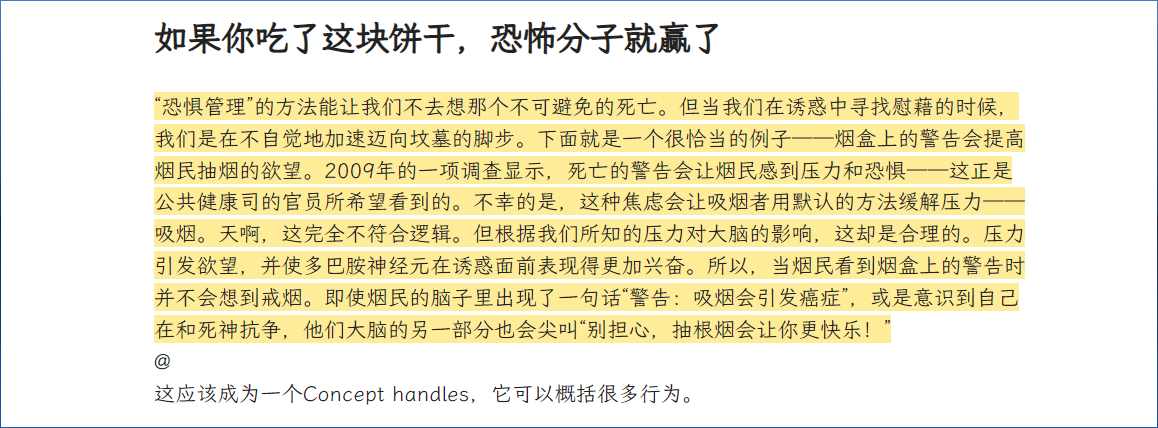 如果你吃了这块饼干，恐怖分子就赢了
“恐惧管理”的方法能让我们不去想那个不可避免的死亡。但当我们在诱惑中寻找慰藉的时候，
我们是在不自觉地加速迈向坟墓的脚步。下面就是一个很恰当的例子——烟盒上的警告会提高
烟民抽烟的欲望。2009年的一项调查显示，死亡的警告会让烟民感到压力和恐惧——这正是
公共健康司的官员所希望看到的。不幸的是，这种焦虑会让吸烟者用默认的方法缓解压力——
吸烟。天啊，这完全不符合逻辑。但根据我们所知的压力对大脑的影响，这却是合理的。压力
引发欲望，并使多巴胺神经元在诱惑面前表现得更加兴奋。所以，当烟民看到烟盒上的警告时
并不会想到戒烟。即使烟民的脑子里出现了一句话“警告：吸烟会引发癌症”，或是意识到自己
在和死神抗争，他们大脑的另一部分也会尖叫“别担心，抽根烟会让你更快乐！”
@
这应该成为一个Concept handles，它可以概括很多行为。